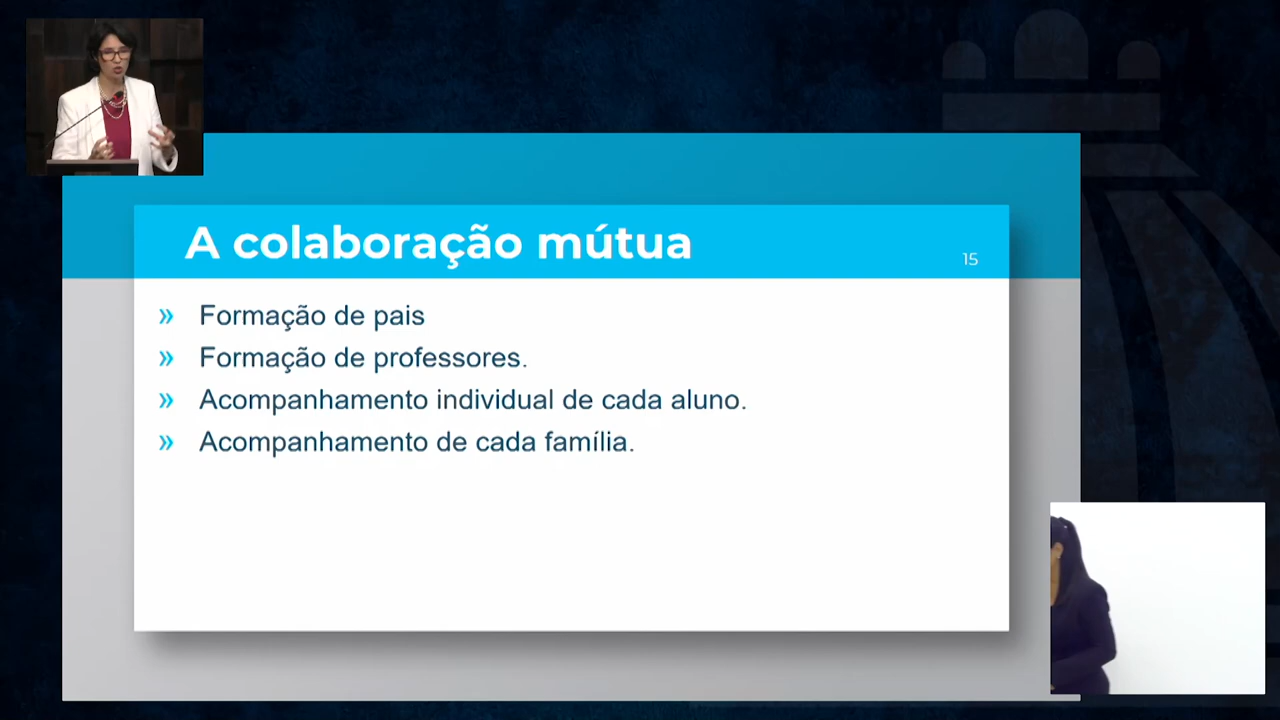 A colaboração mútua
15
» Formação de pais
» Formação de professores.
» Acompanhamento individual de cada aluno.
» Acompanhamento de cada família.